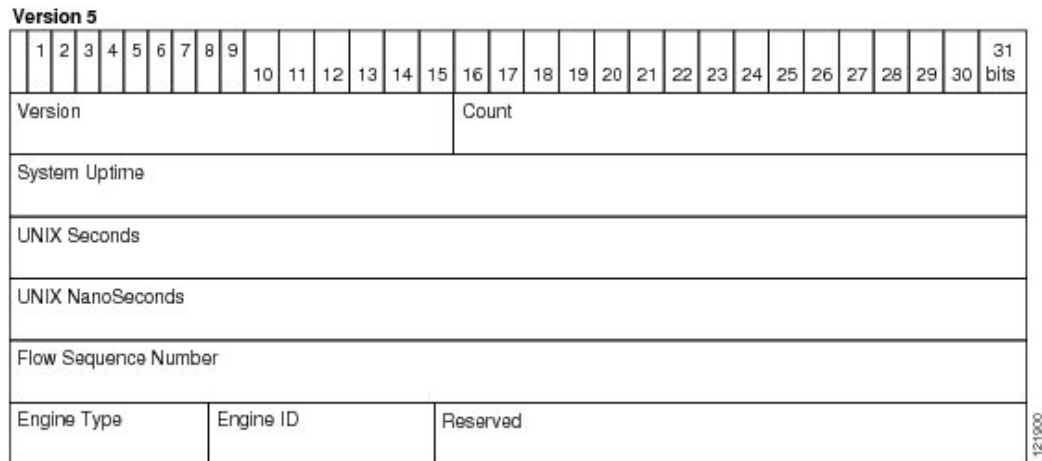 Version 5
1 2 3 4 5 6 7 8 9 10 11 12 13 14 15 16 17 18 19 20 21 22 23 24 25 26 27 28 29 30 31 bits
Version Count
System Uptime
UNIX Seconds
UNIX NanoSeconds
Flow Sequence Number
Engine Type Engine ID Reserved
121900